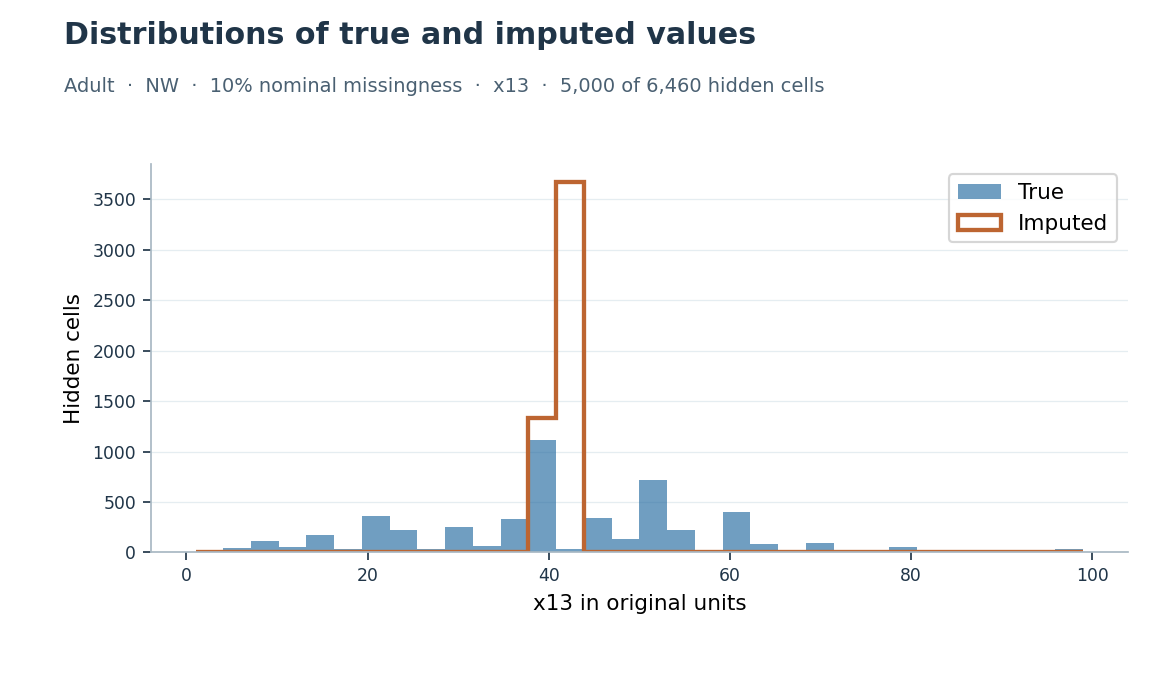 Distributions of true and imputed values
Adult · NW · 10% nominal missingness · x13 · 5,000 of 6,460 hidden cells
True
Imputed
Hidden cells
3500
3000
2500
2000
1500
1000
500
0
0 20 40 60 80 100
x13 in original units